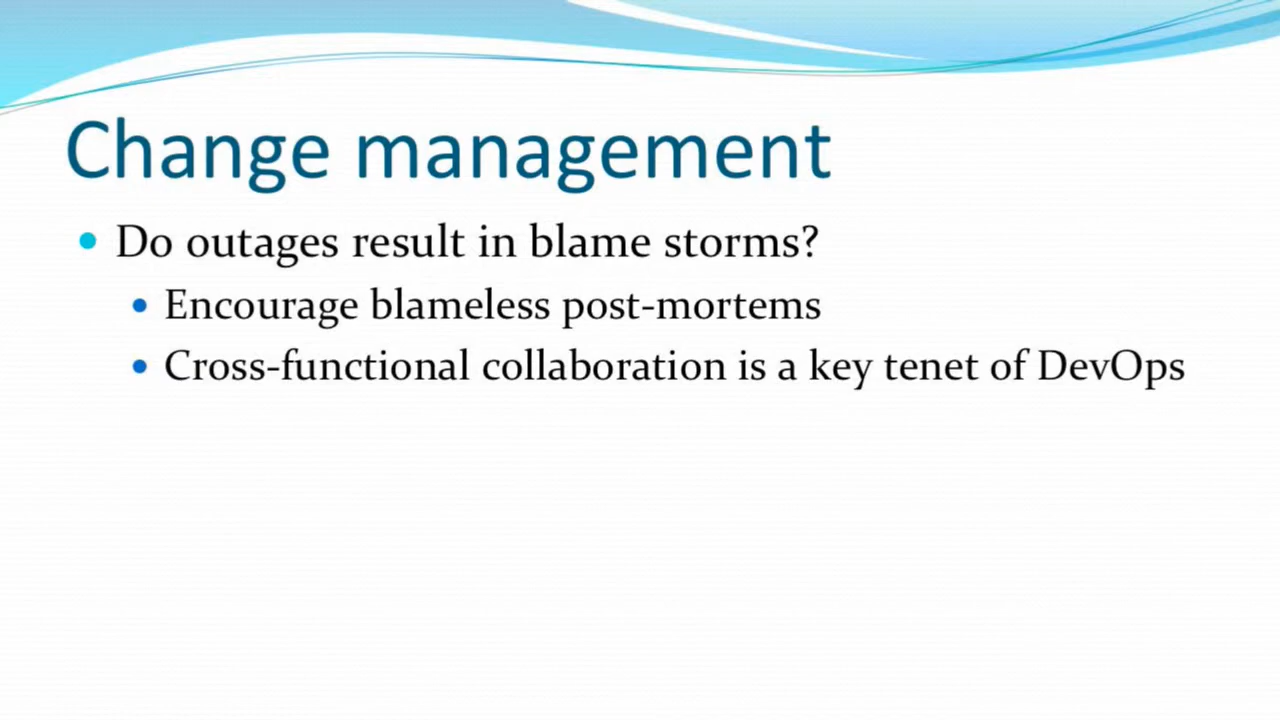 Change management
Do outages result in blame storms?
Encourage blameless post-mortems
Cross-functional collaboration is a key tenet of DevOps